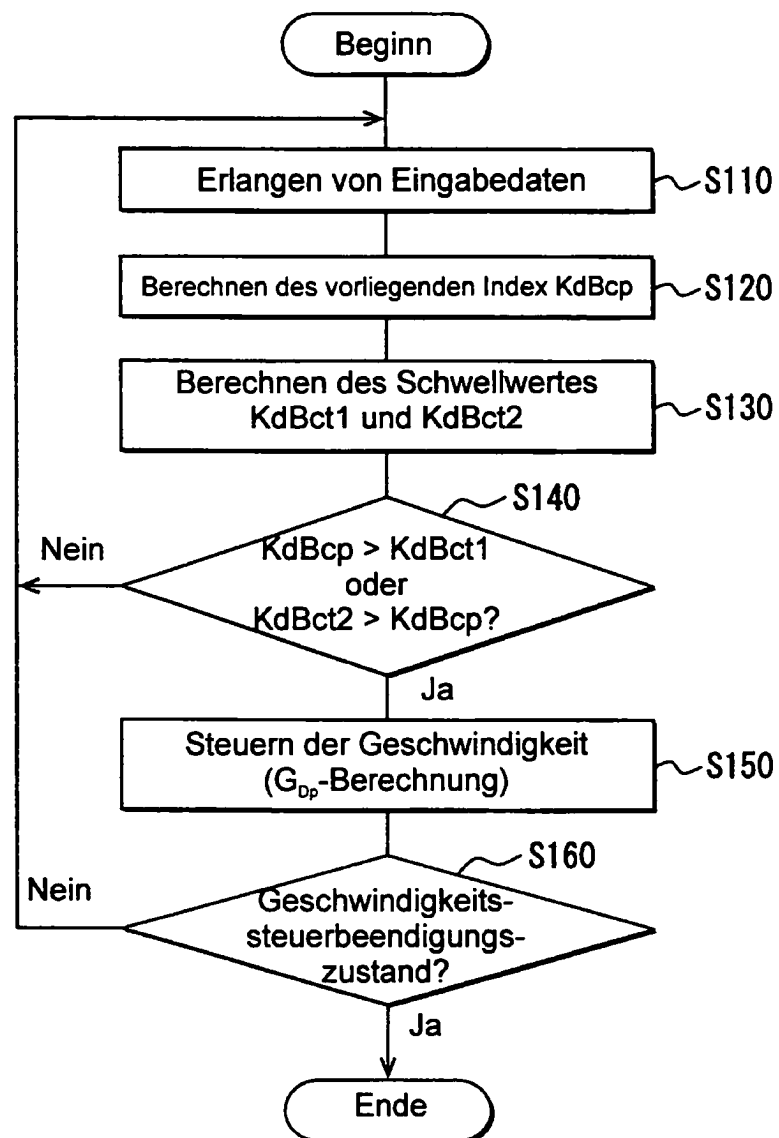 Beginn
Erlangen von Eingabedaten
S110
Berechnen des vorliegenden Index KdBcp
S120
Berechnen des Schwellwertes
KdBct1 und KdBct2
S130
S140
Nein
KdBcp > KdBct1
oder
KdBct2 > KdBcp?
Ja
Steuern der Geschwindigkeit
(G_Dp-Berechnung)
S150
S160
Nein
Geschwindigkeits-
steuerbeendigungs-
zustand?
Ja
Ende